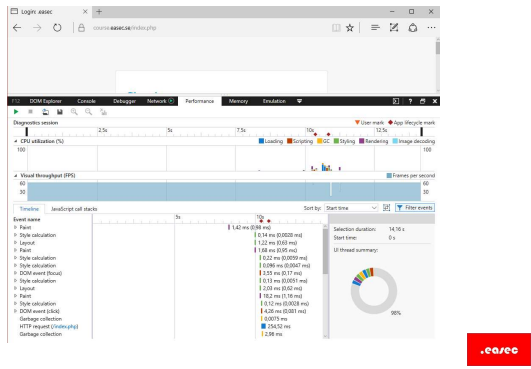 Login: .easec
course.easec.se/index.php
F12 DOM Explorer Console Debugger Network Performance Memory Emulation
Diagnostics session
User mark App lifecycle mark
2,5s 5s 7,5s 10s 12,5s
CPU utilization (%)
Loading Scripting GC Styling Rendering Image decoding
100 100
Visual throughput (FPS)
Frames per second
60 60
30 30
Timeline JavaScript call stacks
Sort by: Start time Filter events
Event name 5s 10s
Paint 1,42 ms (0,98 ms)
Style calculation 0,14 ms (0,0028 ms)
Layout 1,22 ms (0,63 ms)
Paint 1,68 ms (0,95 ms)
Style calculation 0,22 ms (0,0059 ms)
Style calculation 0,096 ms (0,0047 ms)
DOM event (focus) 2,55 ms (0,17 ms)
Style calculation 0,13 ms (0,0051 ms)
Layout 2,03 ms (0,62 ms)
Paint 18,2 ms (1,16 ms)
Style calculation 0,12 ms (0,0028 ms)
DOM event (click) 4,26 ms (0,081 ms)
Garbage collection 0,0075 ms
HTTP request (/index.php) 254,52 ms
Garbage collection 2,98 ms
Selection duration: 14,16 s
Start time: 0 s
UI thread summary:
98%
.easec